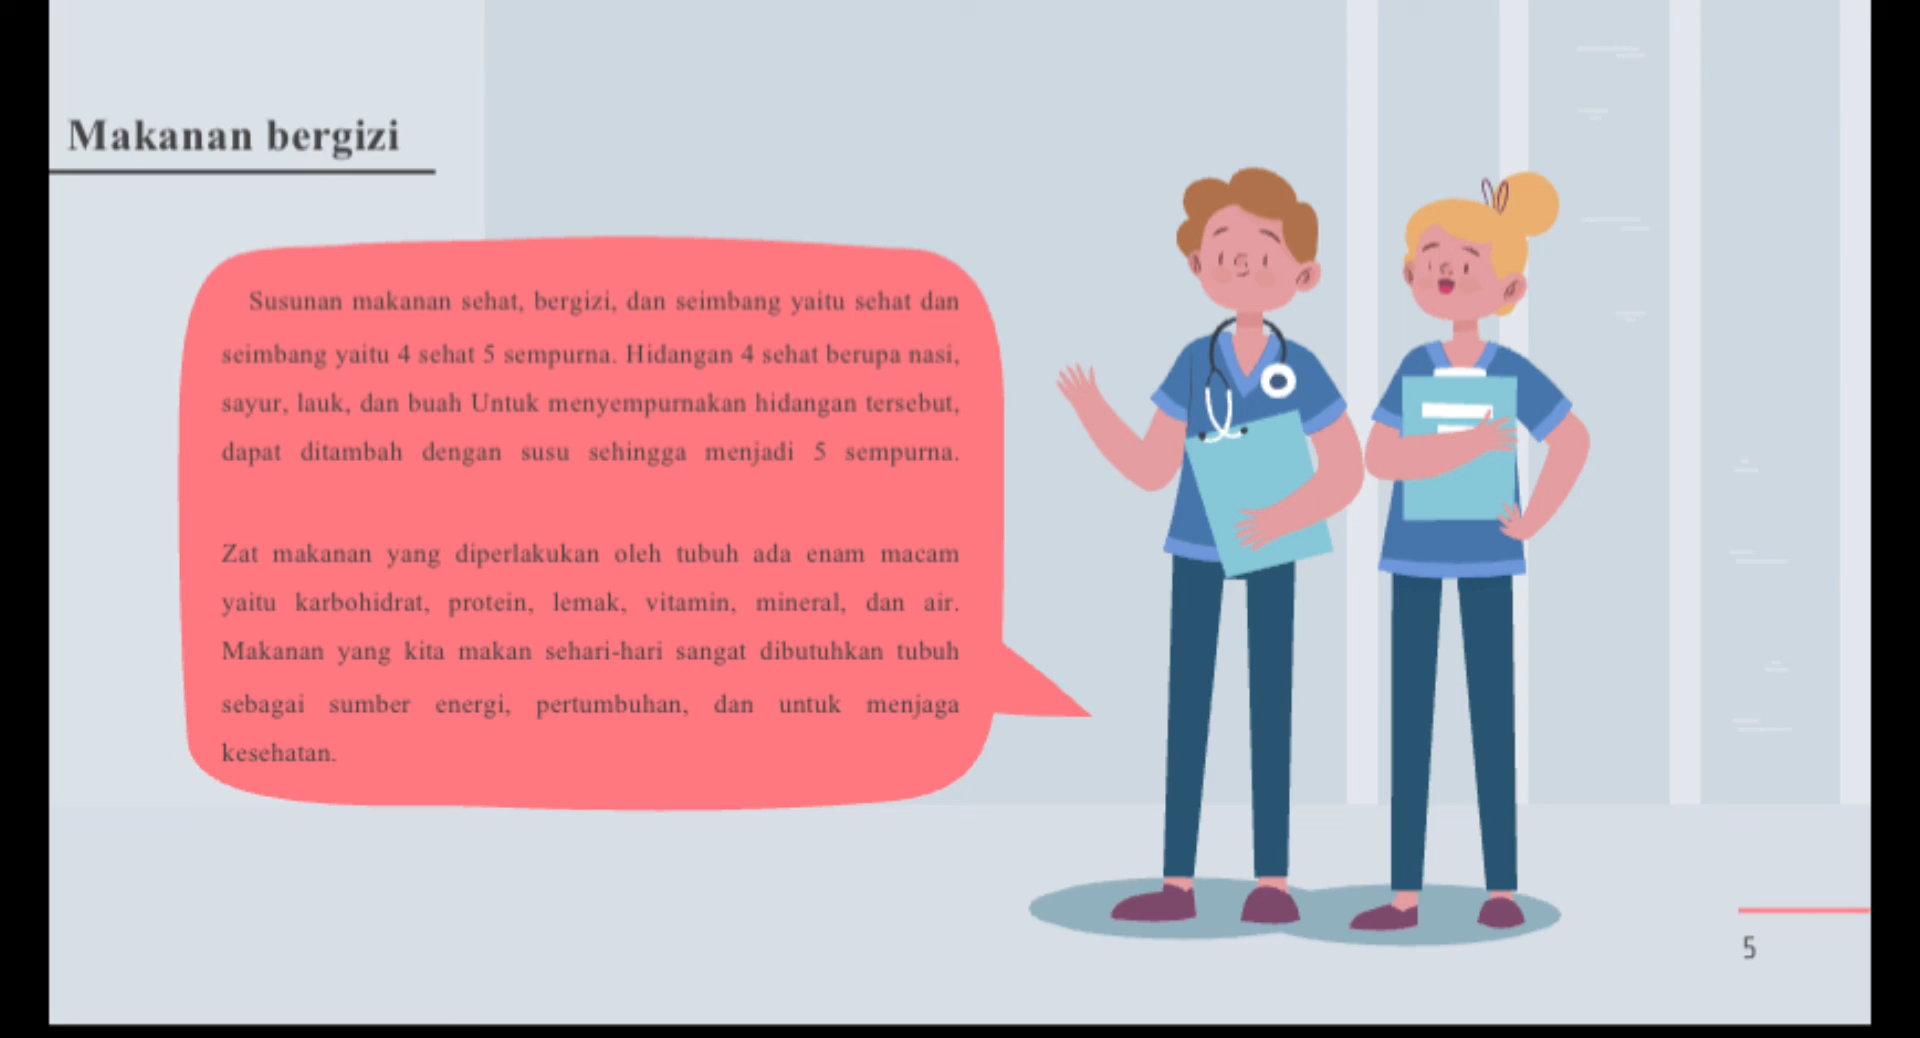 Makanan bergizi
Susunan makanan sehat, bergizi, dan seimbang yaitu sehat dan
seimbang yaitu 4 sehat 5 sempurna. Hidangan 4 sehat berupa nasi,
sayur, lauk, dan buah Untuk menyempurnakan hidangan tersebut,
dapat ditambah dengan susu sehingga menjadi 5 sempurna.
Zat makanan yang diperlakukan oleh tubuh ada enam macam
yaitu karbohidrat, protein, lemak, vitamin, mineral, dan air.
Makanan yang kita makan sehari-hari sangat dibutuhkan tubuh
sebagai sumber energi, pertumbuhan, dan untuk menjaga
kesehatan.
5